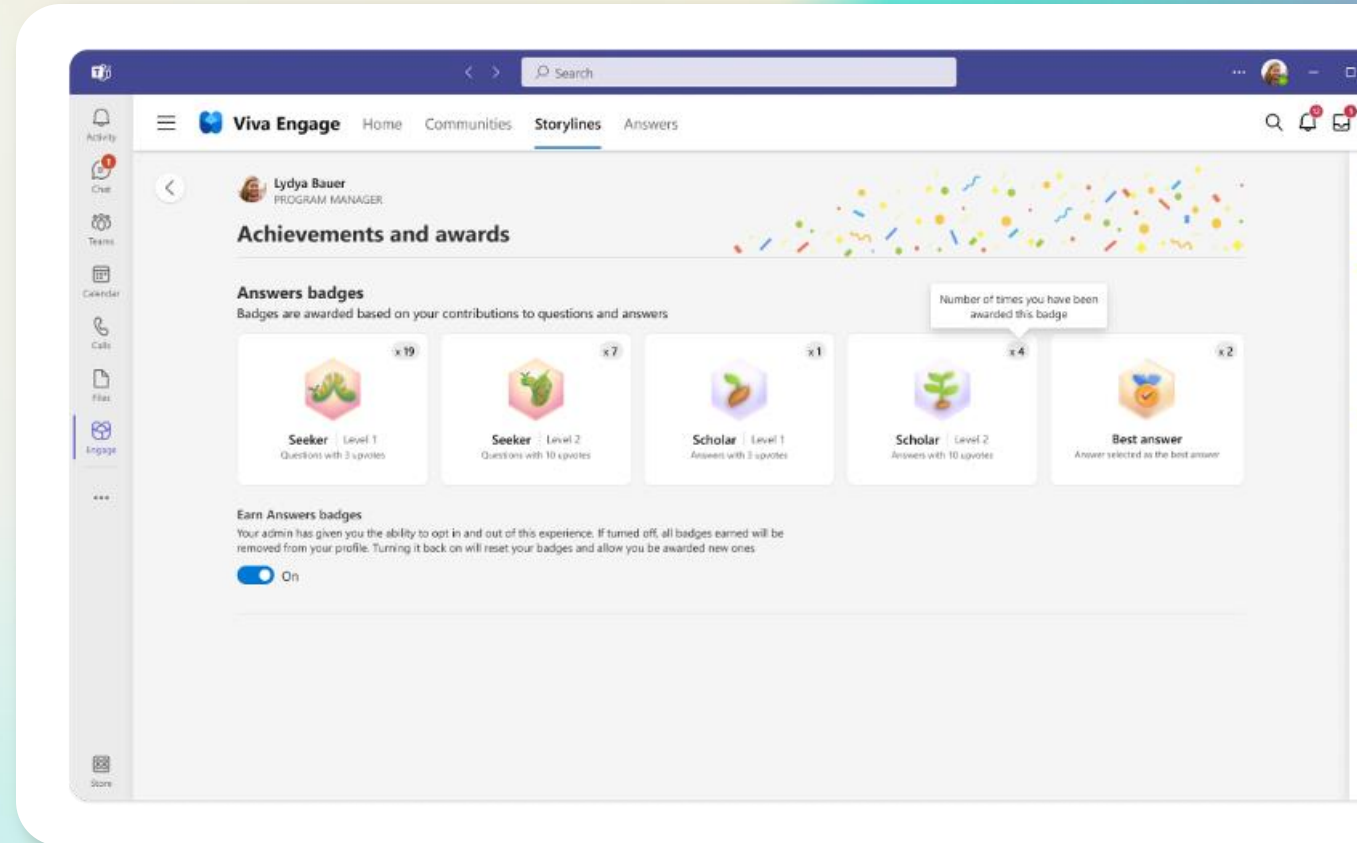 Search
Activity
Chat
1
Teams
Calendar
Calls
Files
Engage
Store
Viva Engage Home Communities Storylines Answers
Lydya Bauer
PROGRAM MANAGER
Achievements and awards
Answers badges
Badges are awarded based on your contributions to questions and answers
Number of times you have been
awarded this badge
x 19
Seeker | Level 1
Questions with 3 upvotes
x 7
Seeker | Level 2
Questions with 10 upvotes
x 1
Scholar | Level 1
Answers with 3 upvotes
x 4
Scholar | Level 2
Answers with 10 upvotes
x 2
Best answer
Answer selected as the best answer
Earn Answers badges
Your admin has given you the ability to opt in and out of this experience. If turned off, all badges earned will be
removed from your profile. Turning it back on will reset your badges and allow you be awarded new ones
On